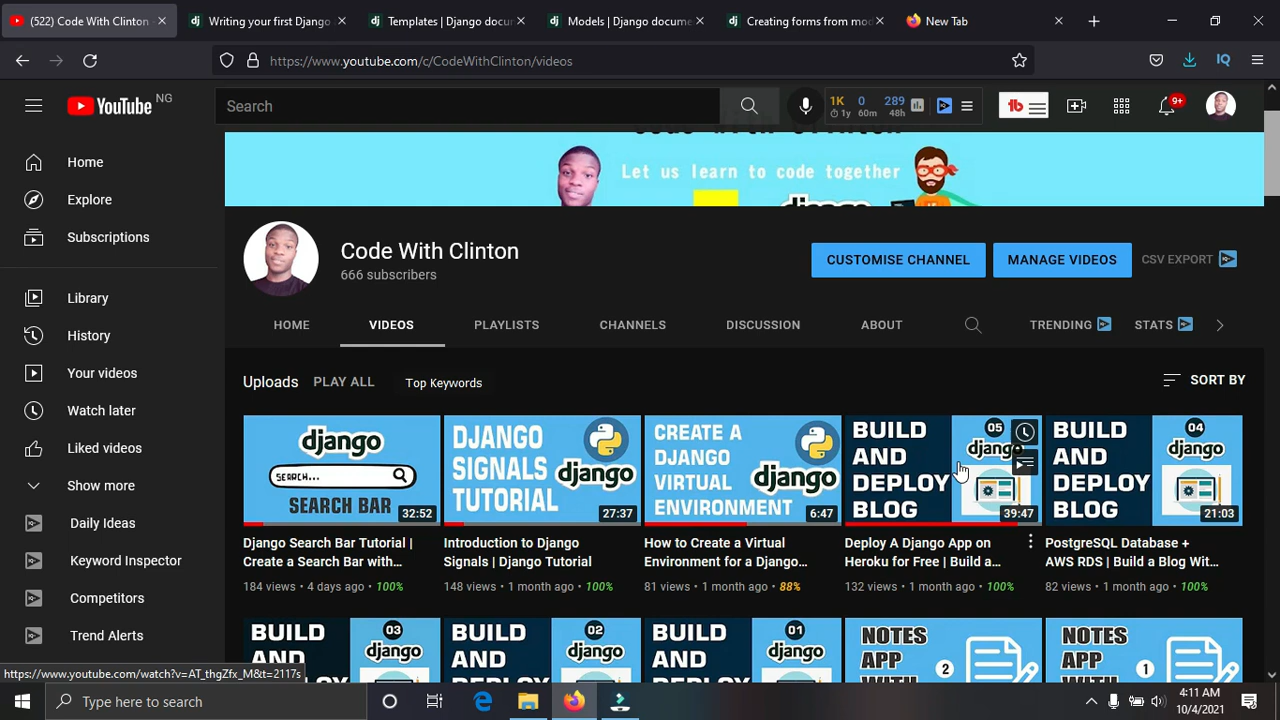 (522) Code With Clinton -
Writing your first Django
Templates | Django docum
Models | Django docume
Creating forms from mod
New Tab
https://www.youtube.com/c/CodeWithClinton/videos
YouTube NG
Search
1K 0 289
1y 60m 48h
9+
Let us learn to code together
django
Home
Explore
Subscriptions
Library
History
Your videos
Watch later
Liked videos
Show more
Daily Ideas
Keyword Inspector
Competitors
Trend Alerts
Code With Clinton
666 subscribers
CUSTOMISE CHANNEL
MANAGE VIDEOS
CSV EXPORT
HOME
VIDEOS
PLAYLISTS
CHANNELS
DISCUSSION
ABOUT
TRENDING
STATS
Uploads
PLAY ALL
Top Keywords
SORT BY
django
SEARCH...
SEARCH BAR
32:52
Django Search Bar Tutorial |
Create a Search Bar with...
184 views • 4 days ago • 100%
DJANGO
SIGNALS
TUTORIAL
django
27:37
Introduction to Django
Signals | Django Tutorial
148 views • 1 month ago • 100%
CREATE A
DJANGO
VIRTUAL
ENVIRONMENT
django
6:47
How to Create a Virtual
Environment for a Django...
81 views • 1 month ago • 88%
BUILD
AND
DEPLOY
BLOG
05
django
39:47
Deploy A Django App on
Heroku for Free | Build a...
132 views • 1 month ago • 100%
BUILD
AND
DEPLOY
BLOG
04
django
21:03
PostgreSQL Database +
AWS RDS | Build a Blog Wit...
82 views • 1 month ago • 100%
BUILD
AND
03
django
BUILD
AND
02
django
BUILD
AND
01
django
NOTES
APP
WITH
2
NOTES
APP
WITH
1
https://www.youtube.com/watch?v=AT_thgZfx_M&t=2117s
Type here to search
4:11 AM
10/4/2021